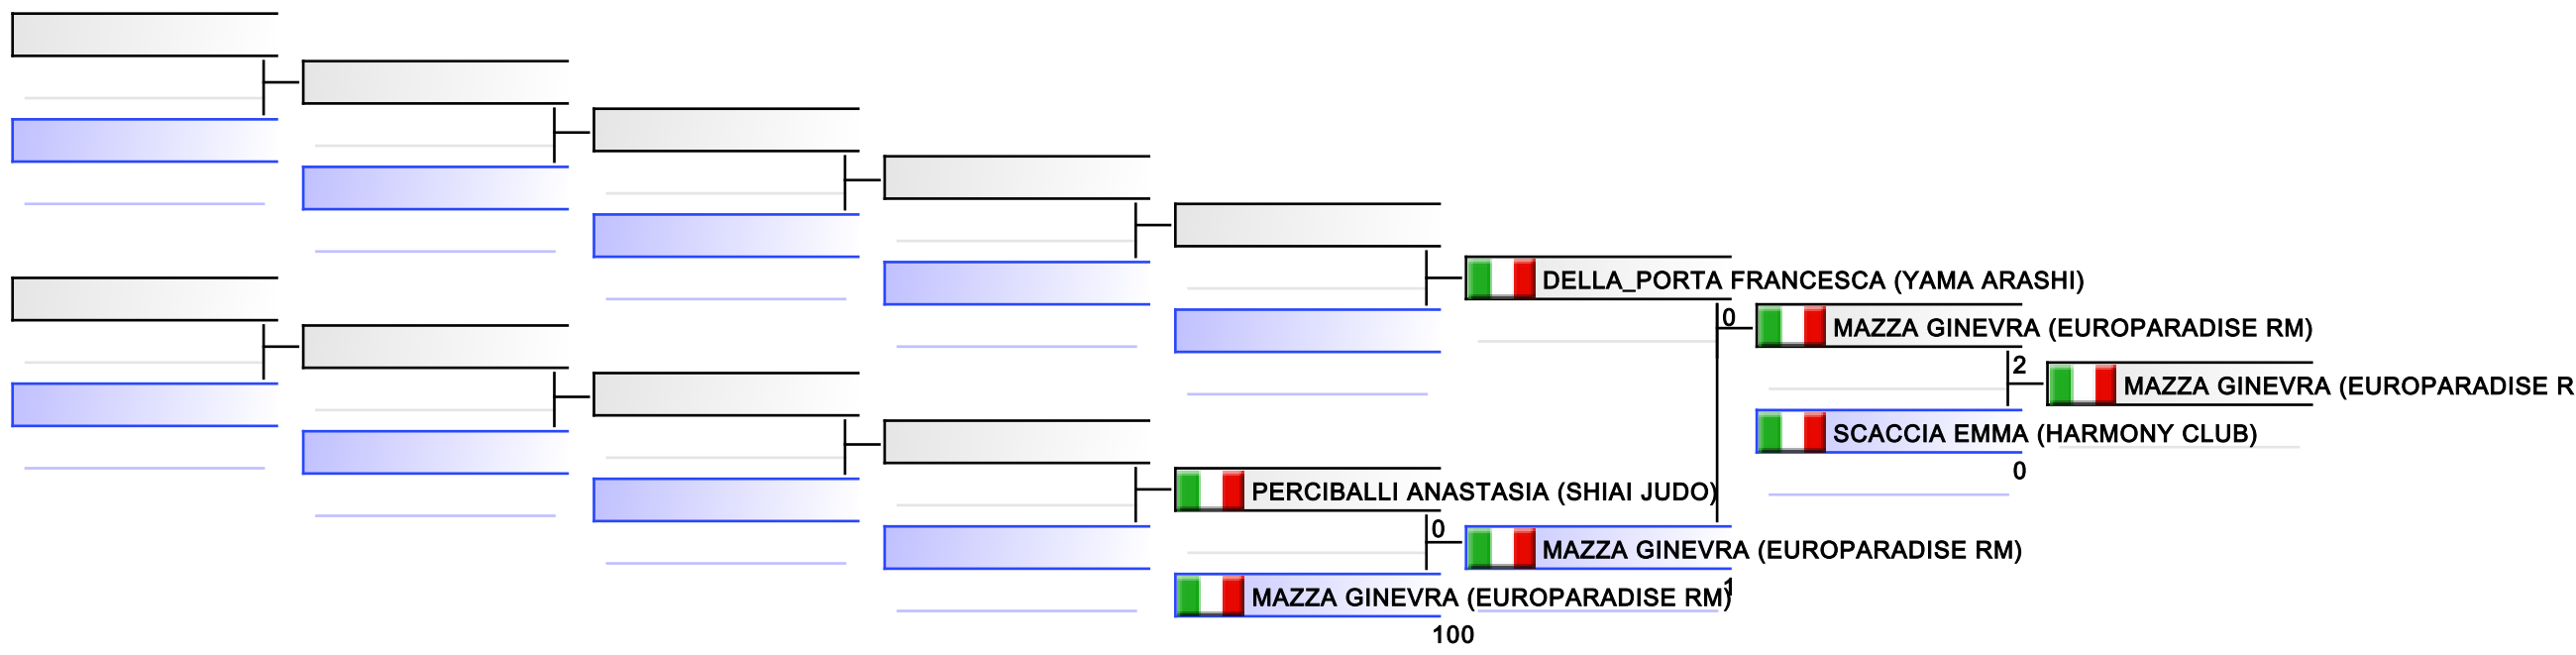 DELLA_PORTA FRANCESCA (YAMA ARASHI)
0
MAZZA GINEVRA (EUROPARADISE RM)
2
MAZZA GINEVRA (EUROPARADISE R
SCACCIA EMMA (HARMONY CLUB)
0
PERCIBALLI ANASTASIA (SHIAI JUDO)
0
MAZZA GINEVRA (EUROPARADISE RM)
1
MAZZA GINEVRA (EUROPARADISE RM)
100